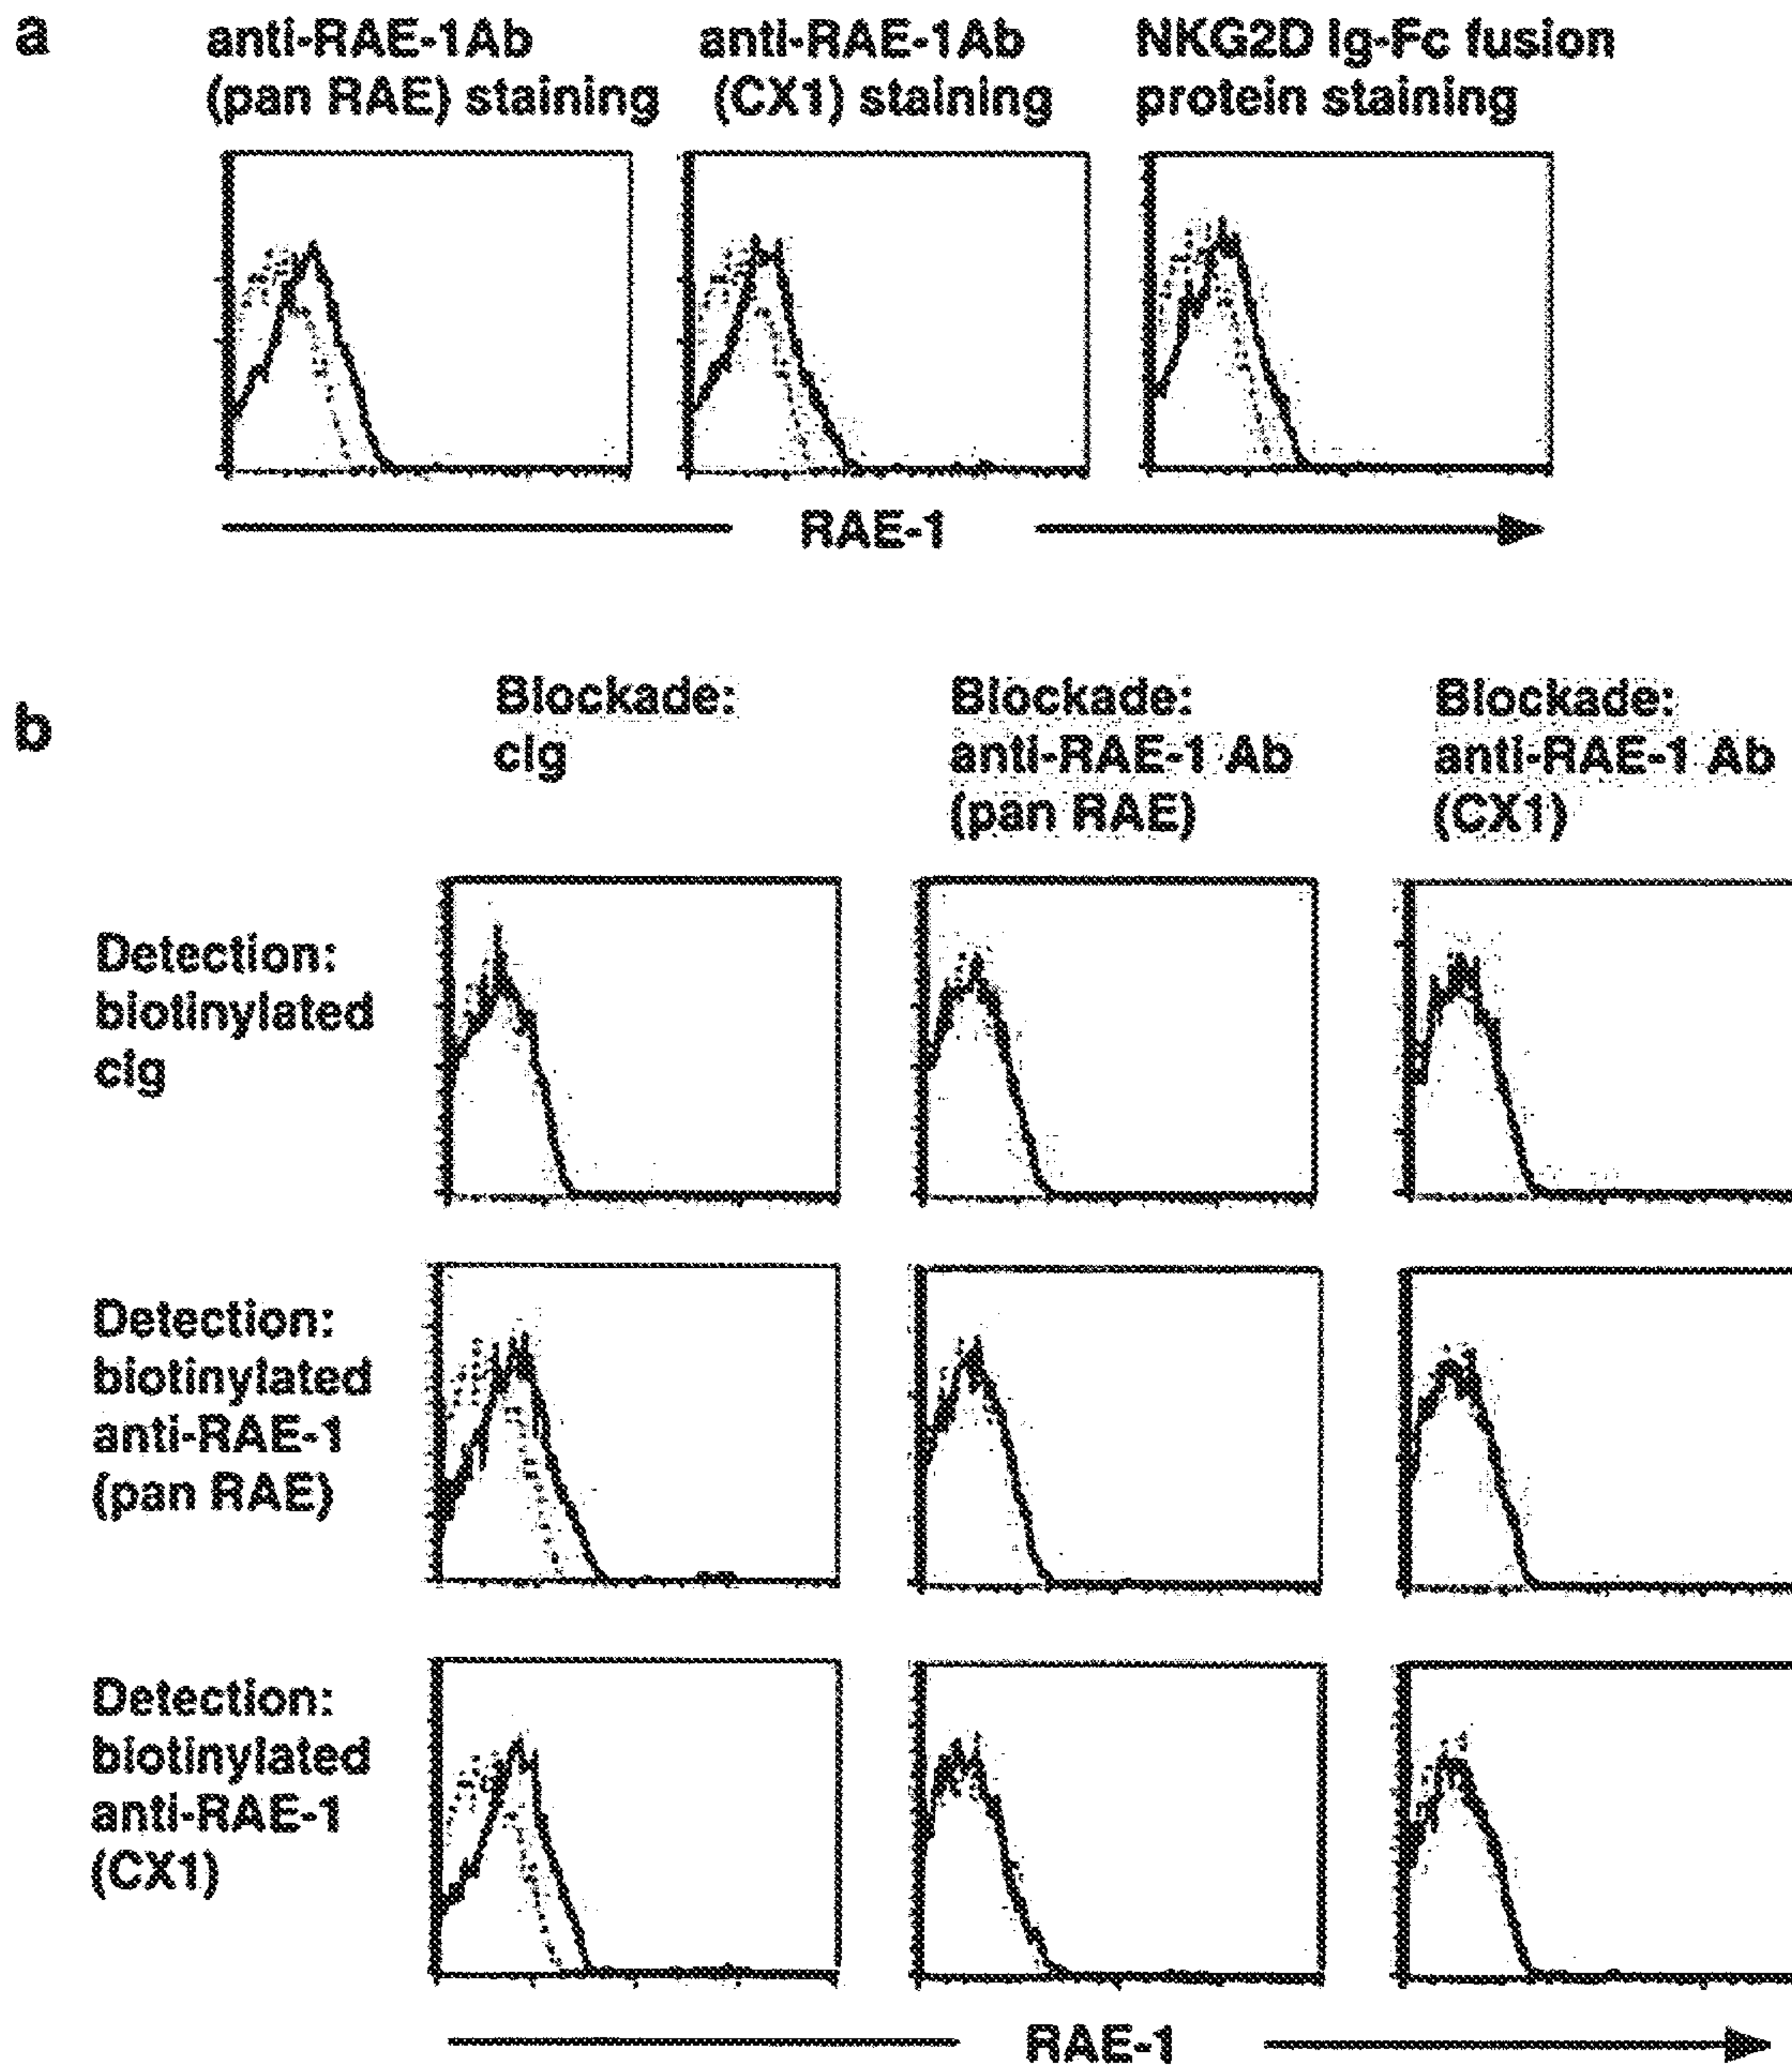 a
anti-RAE-1Ab
(pan RAE) staining
anti-RAE-1Ab
(CX1) staining
NKG2D Ig-Fc fusion
protein staining
RAE-1
b
Blockade:
cIg
Blockade:
anti-RAE-1 Ab
(pan RAE)
Blockade:
anti-RAE-1 Ab
(CX1)
Detection:
biotinylated
cIg
Detection:
biotinylated
anti-RAE-1
(pan RAE)
Detection:
biotinylated
anti-RAE-1
(CX1)
RAE-1